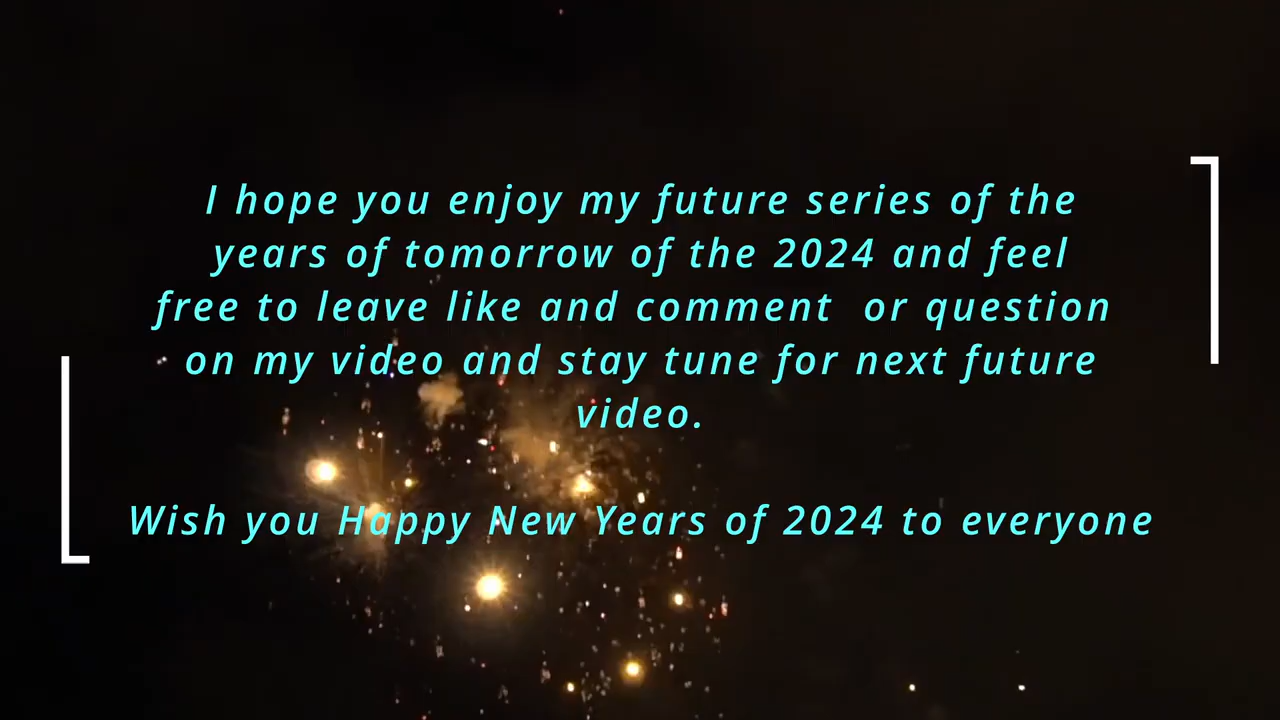 I hope you enjoy my future series of the
years of tomorrow of the 2024 and feel
free to leave like and comment  or question
on my video and stay tune for next future
video.
Wish you Happy New Years of 2024 to everyone